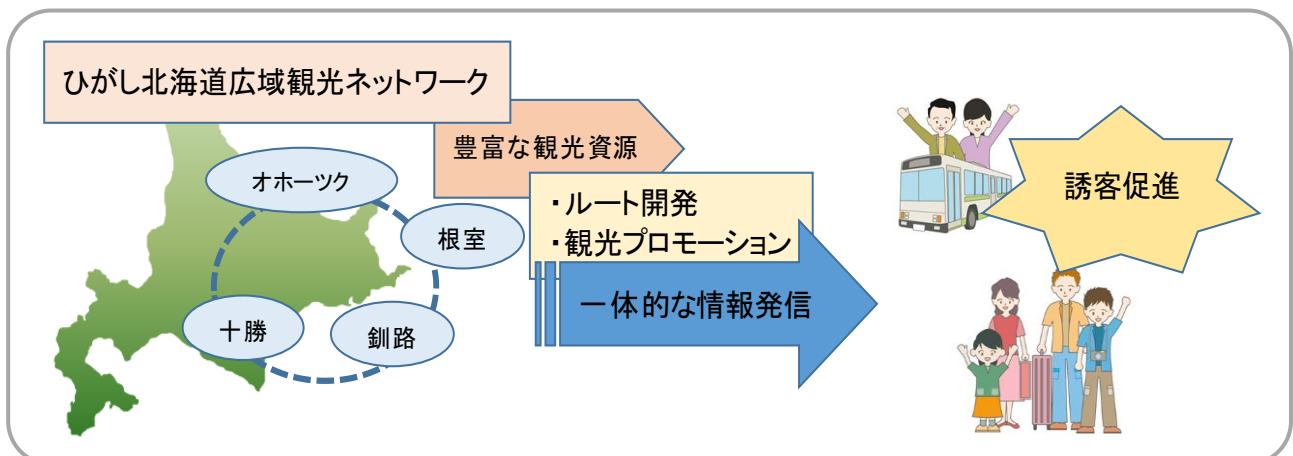 ひがし北海道広域観光ネットワーク
豊富な観光資源
オホーツク
根室
十勝
釧路
・ルート開発
・観光プロモーション
一体的な情報発信
誘客促進